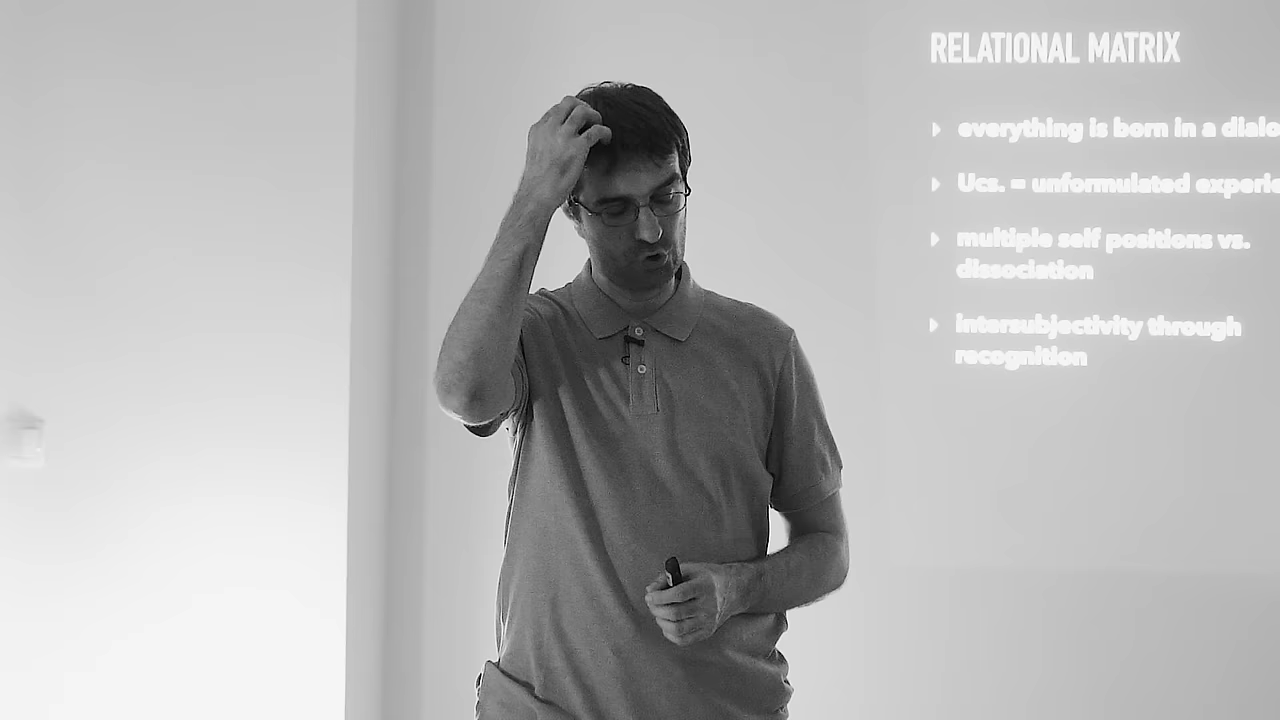 RELATIONAL MATRIX
everything is born in a
Ucs. = unformulated
multiple self positions vs.
dissociation
intersubjectivity through
recognition